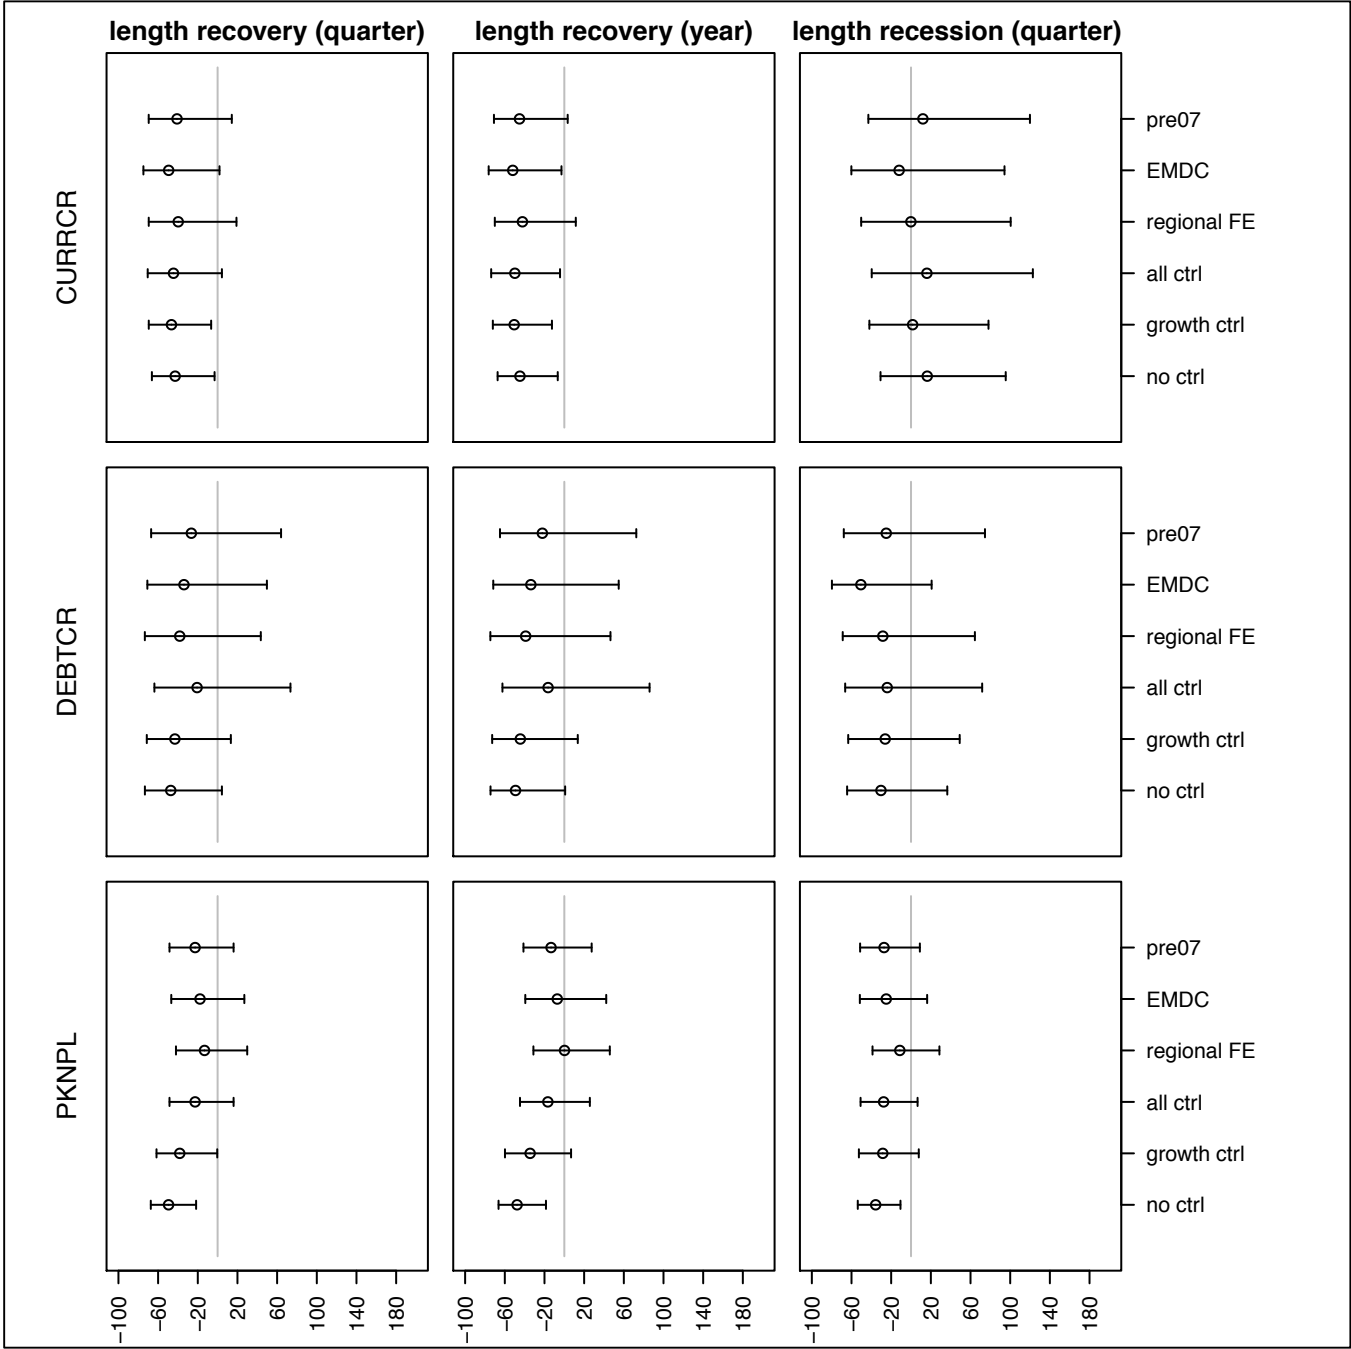 length recovery (quarter) length recovery (year) length recession (quarter)
CURRCR
pre07
EMDC
regional FE
all ctrl
growth ctrl
no ctrl
DEBTCR
pre07
EMDC
regional FE
all ctrl
growth ctrl
no ctrl
PKNPL
pre07
EMDC
regional FE
all ctrl
growth ctrl
no ctrl
−100 −60 −20 20 60 100 140 180
−100 −60 −20 20 60 100 140 180
−100 −60 −20 20 60 100 140 180